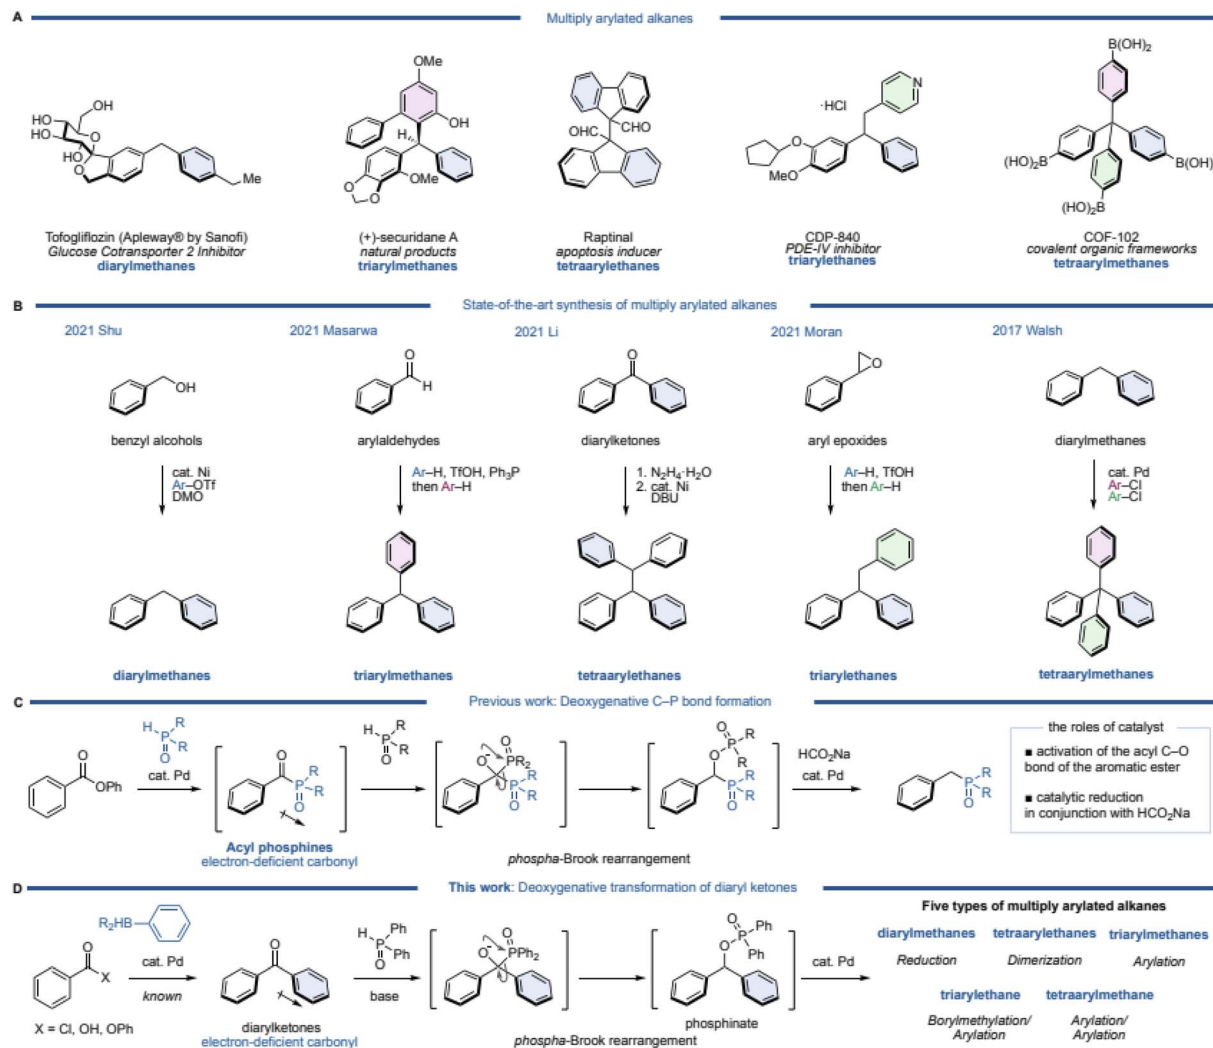 A
Multiply arylated alkanes
OMe
OH
HO
HO
HO
O
O
Me
OH
H
OMe
O
O
CHO
CHO
·HCl
N
O
MeO
B(OH)2
(HO)2B
B(OH)2
(HO)2B
Tofogliflozin (Apleway® by Sanofi)
Glucose Cotransporter 2 Inhibitor
diarylmethanes
(+)-securidane A
natural products
triarylmethanes
Raptinal
apoptosis inducer
tetraarylethanes
CDP-840
PDE-IV inhibitor
triarylethanes
COF-102
covalent organic frameworks
tetraarylmethanes
B
State-of-the-art synthesis of multiply arylated alkanes
2021 Shu
2021 Masarwa
2021 Li
2021 Moran
2017 Walsh
OH
O
H
O
O
benzyl alcohols
arylaldehydes
diarylketones
aryl epoxides
diarylmethanes
cat. Ni
Ar–OTf
DMO
Ar–H, TfOH, Ph3P
then Ar–H
1. N2H4·H2O
2. cat. Ni
DBU
Ar–H, TfOH
then Ar–H
cat. Pd
Ar–Cl
Ar–Cl
diarylmethanes
triarylmethanes
tetraarylethanes
triarylethanes
tetraarylmethanes
C
Previous work: Deoxygenative C–P bond formation
O
OPh
H
R
P
R
O
cat. Pd
O
R
P
R
O
Acyl phosphines
electron-deficient carbonyl
H
R
P
R
O
O-
O
PR2
R
P
R
O
phospha-Brook rearrangement
O
R
P
O
R
R
P
R
O
HCO2Na
cat. Pd
R
P
R
O
the roles of catalyst
■ activation of the acyl C–O
bond of the aromatic ester
■ catalytic reduction
in conjunction with HCO2Na
D
This work: Deoxygenative transformation of diaryl ketones
O
X
X = Cl, OH, OPh
R2HB
cat. Pd
known
O
diarylketones
electron-deficient carbonyl
H
Ph
P
Ph
O
base
O-
O
PPh2
phospha-Brook rearrangement
O
Ph
P
O
Ph
phosphinate
cat. Pd
Five types of multiply arylated alkanes
diarylmethanes
tetraarylethanes
triarylmethanes
Reduction
Dimerization
Arylation
triarylethane
tetraarylmethane
Borylmethylation/
Arylation
Arylation/
Arylation